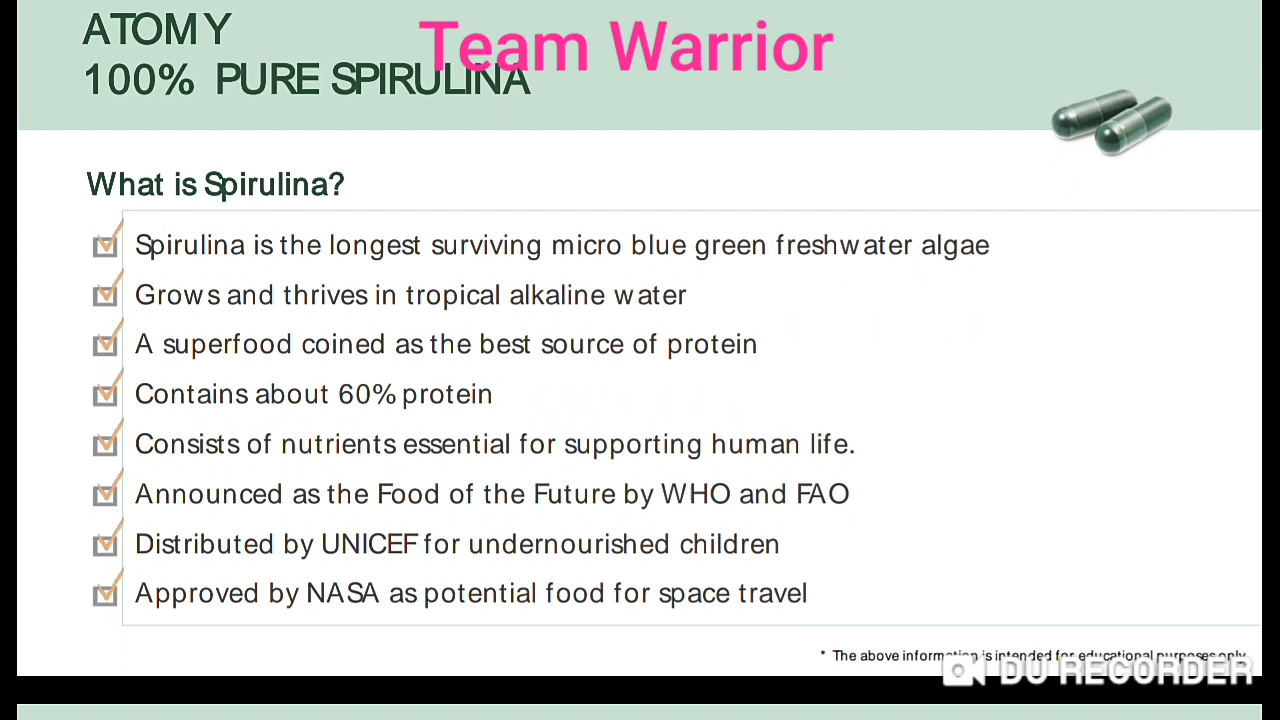 ATOMY
Team Warrior
100% PURE SPIRULINA
What is Spirulina?
Spirulina is the longest surviving micro blue green freshwater algae
Grows and thrives in tropical alkaline water
A superfood coined as the best source of protein
Contains about 60% protein
Consists of nutrients essential for supporting human life.
Announced as the Food of the Future by WHO and FAO
Distributed by UNICEF for undernourished children
Approved by NASA as potential food for space travel
* The above information is intended for educational purposes only
DU RECORDER